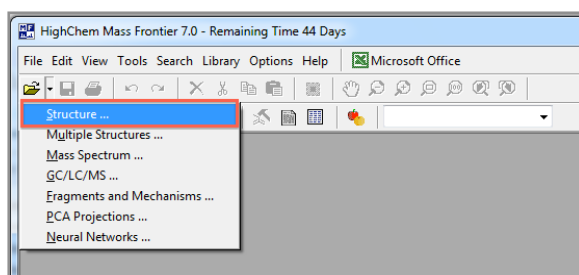 HighChem Mass Frontier 7.0 - Remaining Time 44 Days
File Edit View Tools Search Library Options Help Microsoft Office
Structure ...
Multiple Structures ...
Mass Spectrum ...
GC/LC/MS ...
Fragments and Mechanisms ...
PCA Projections ...
Neural Networks ...